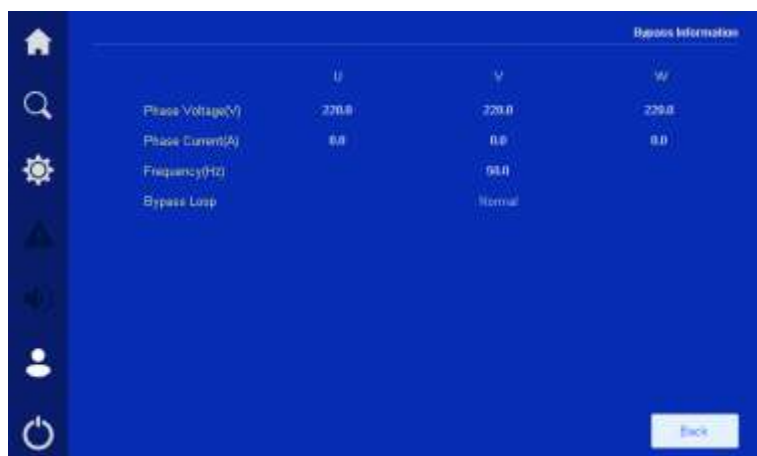 Bypass Information
U V W
Phase Voltage(V) 220.0 220.0 220.0
Phase Current(A) 0.0 0.0 0.0
Frequency(Hz) 50.0
Bypass Loop Normal
Back